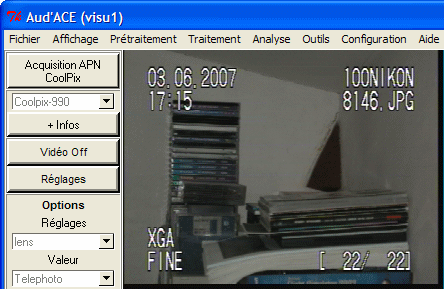 Aud'ACE (visu1)
Fichier Affichage Prétraitement Traitement Analyse Outils Configuration Aide
Acquisition APN
CoolPix
Coolpix-990
+ Infos
Vidéo Off
Réglages
Options
Réglages
lens
Valeur
Telephoto
03.06.2007 100NIKON
17:15 8146.JPG
XGA
FINE [ 22/ 22]